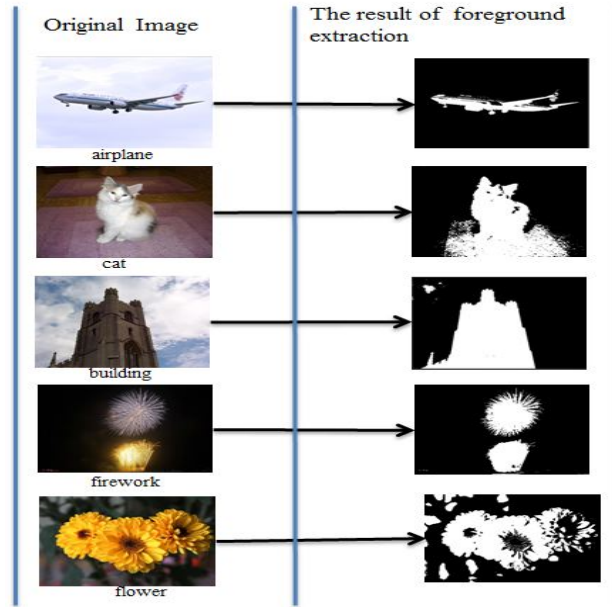 Original Image
The result of foreground
extraction
airplane
cat
building
firework
flower